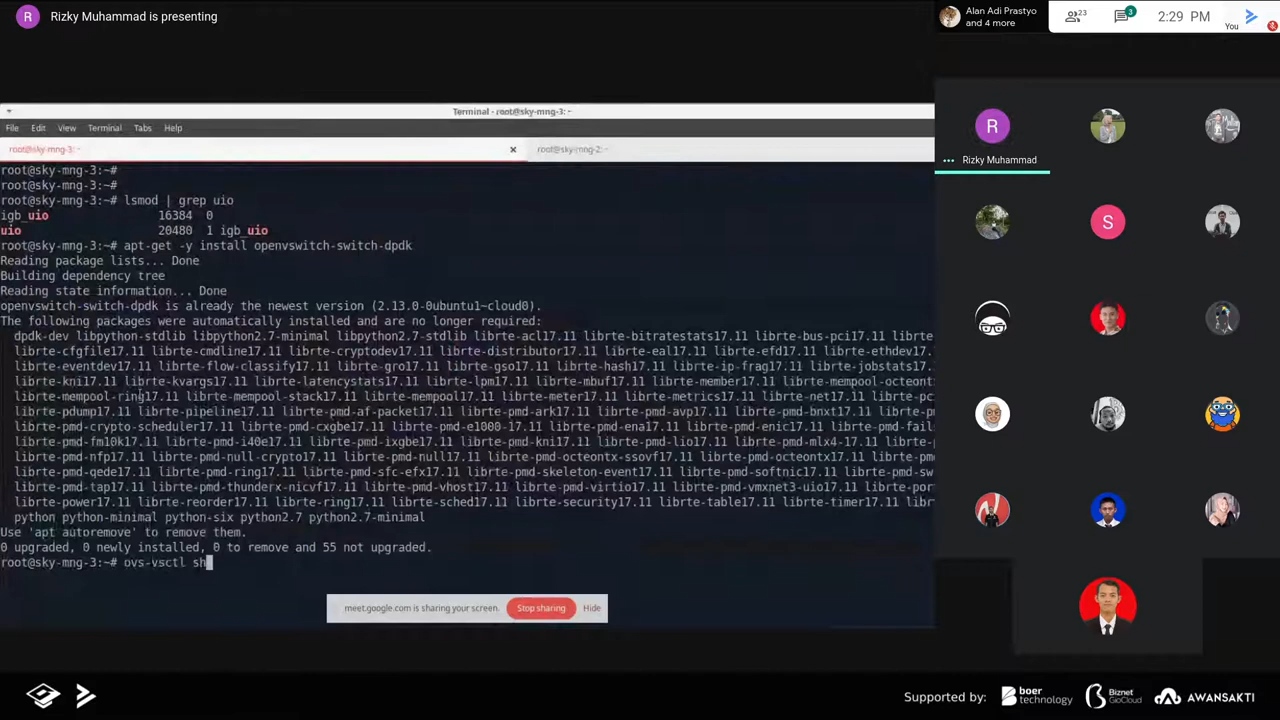 R
Rizky Muhammad is presenting
Alan Adi Prastyo
and 4 more
23
3
2:29 PM
You
Terminal - root@sky-mng-3: ~
File Edit View Terminal Tabs Help
root@sky-mng-3: ~
root@sky-mng-2: ~
root@sky-mng-3:~#
root@sky-mng-3:~#
root@sky-mng-3:~# lsmod | grep uio
igb_uio 16384 0
uio 20480 1 igb_uio
root@sky-mng-3:~# apt-get -y install openvswitch-switch-dpdk
Reading package lists... Done
Building dependency tree
Reading state information... Done
openvswitch-switch-dpdk is already the newest version (2.13.0-0ubuntu1~cloud0).
The following packages were automatically installed and are no longer required:
dpdk-dev libpython-stdlib libpython2.7-minimal libpython2.7-stdlib librte-acl17.11 librte-bitratestats17.11 librte-bus-pci17.11 librte-
librte-cfgfile17.11 librte-cmdline17.11 librte-cryptodev17.11 librte-distributor17.11 librte-eal17.11 librte-efd17.11 librte-ethdev17.11
librte-eventdev17.11 librte-flow-classify17.11 librte-gro17.11 librte-gso17.11 librte-hash17.11 librte-ip-frag17.11 librte-jobstats17.11
librte-kni17.11 librte-kvargs17.11 librte-latencystats17.11 librte-lpm17.11 librte-mbuf17.11 librte-member17.11 librte-mempool-octeont
librte-mempool-ring17.11 librte-mempool-stack17.11 librte-mempool17.11 librte-meter17.11 librte-metrics17.11 librte-net17.11 librte-pc
librte-pdump17.11 librte-pipeline17.11 librte-pmd-af-packet17.11 librte-pmd-ark17.11 librte-pmd-avp17.11 librte-pmd-bnxt17.11 librte-
librte-pmd-crypto-scheduler17.11 librte-pmd-cxgbe17.11 librte-pmd-e1000-17.11 librte-pmd-ena17.11 librte-pmd-enic17.11 librte-pmd-fails
librte-pmd-fm10k17.11 librte-pmd-i40e17.11 librte-pmd-ixgbe17.11 librte-pmd-kni17.11 librte-pmd-lio17.11 librte-pmd-mlx4-17.11 librte-
librte-pmd-nfp17.11 librte-pmd-null-crypto17.11 librte-pmd-null17.11 librte-pmd-octeontx-ssovf17.11 librte-pmd-octeontx17.11 librte-pm
librte-pmd-qede17.11 librte-pmd-ring17.11 librte-pmd-sfc-efx17.11 librte-pmd-skeleton-event17.11 librte-pmd-softnic17.11 librte-pmd-sw
librte-pmd-tap17.11 librte-pmd-thunderx-nicvf17.11 librte-pmd-vhost17.11 librte-pmd-virtio17.11 librte-pmd-vmxnet3-uio17.11 librte-por
librte-power17.11 librte-reorder17.11 librte-ring17.11 librte-sched17.11 librte-security17.11 librte-table17.11 librte-timer17.11 librt
python python-minimal python-six python2.7 python2.7-minimal
Use 'apt autoremove' to remove them.
0 upgraded, 0 newly installed, 0 to remove and 55 not upgraded.
root@sky-mng-3:~# ovs-vsctl sh
meet.google.com is sharing your screen. Stop sharing Hide
R
Rizky Muhammad
S
Supported by:
boer technology
Biznet GioCloud
AWANSAKTI